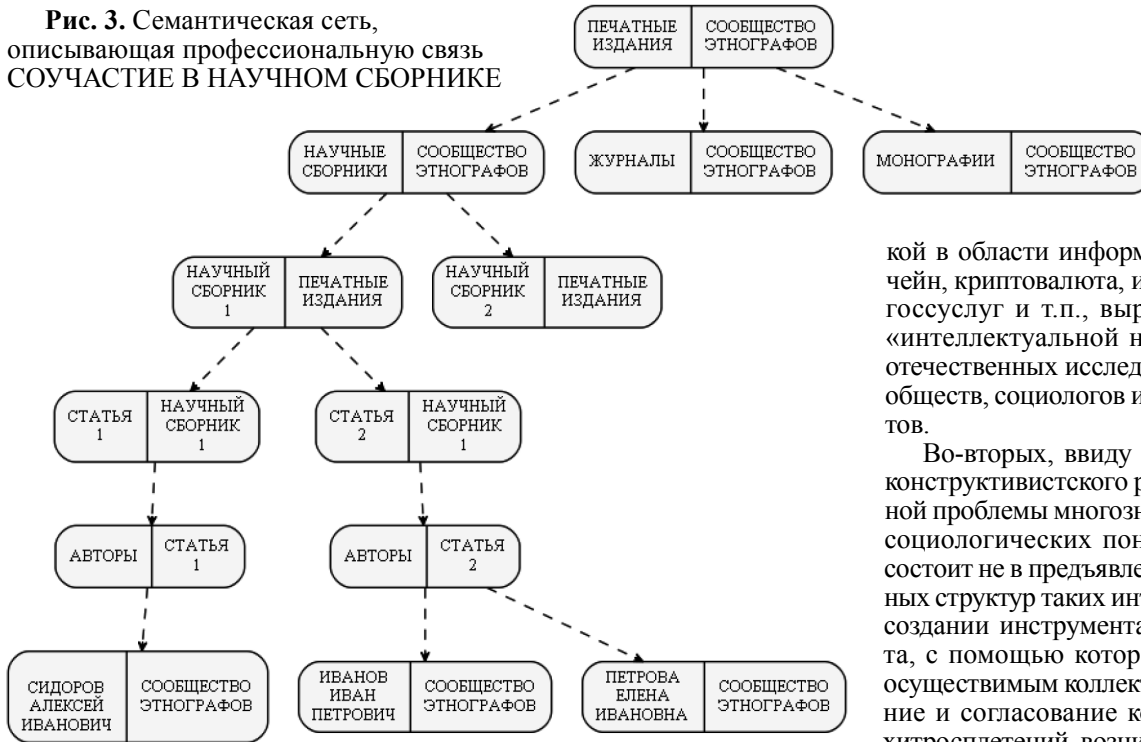 Рис. 3. Семантическая сеть,
описывающая профессиональную связь
СОУЧАСТИЕ В НАУЧНОМ СБОРНИКЕ
ПЕЧАТНЫЕ
ИЗДАНИЯ
СООБЩЕСТВО
ЭТНОГРАФОВ
НАУЧНЫЕ
СБОРНИКИ
СООБЩЕСТВО
ЭТНОГРАФОВ
ЖУРНАЛЫ
СООБЩЕСТВО
ЭТНОГРАФОВ
МОНОГРАФИИ
СООБЩЕСТВО
ЭТНОГРАФОВ
НАУЧНЫЙ
СБОРНИК
1
ПЕЧАТНЫЕ
ИЗДАНИЯ
НАУЧНЫЙ
СБОРНИК
2
ПЕЧАТНЫЕ
ИЗДАНИЯ
СТАТЬЯ
1
НАУЧНЫЙ
СБОРНИК
1
СТАТЬЯ
2
НАУЧНЫЙ
СБОРНИК
1
АВТОРЫ
СТАТЬЯ
1
АВТОРЫ
СТАТЬЯ
2
СИДОРОВ
АЛЕКСЕЙ
ИВАНОВИЧ
СООБЩЕСТВО
ЭТНОГРАФОВ
ИВАНОВ
ИВАН
ПЕТРОВИЧ
СООБЩЕСТВО
ЭТНОГРАФОВ
ПЕТРОВА
ЕЛЕНА
ИВАНОВНА
СООБЩЕСТВО
ЭТНОГРАФОВ
кой в области информ
чейн, криптовалюта, и
госсуслуг и т.п., выр
«интеллектуальной н
отечественных исслед
обществ, социологов и
тов.
Во-вторых, ввиду
конструктивистского р
ной проблемы многозн
социологических пон
состоит не в предъявле
ных структур таких инт
создании инструмента
та, с помощью котор
осуществимым коллект
ние и согласование к